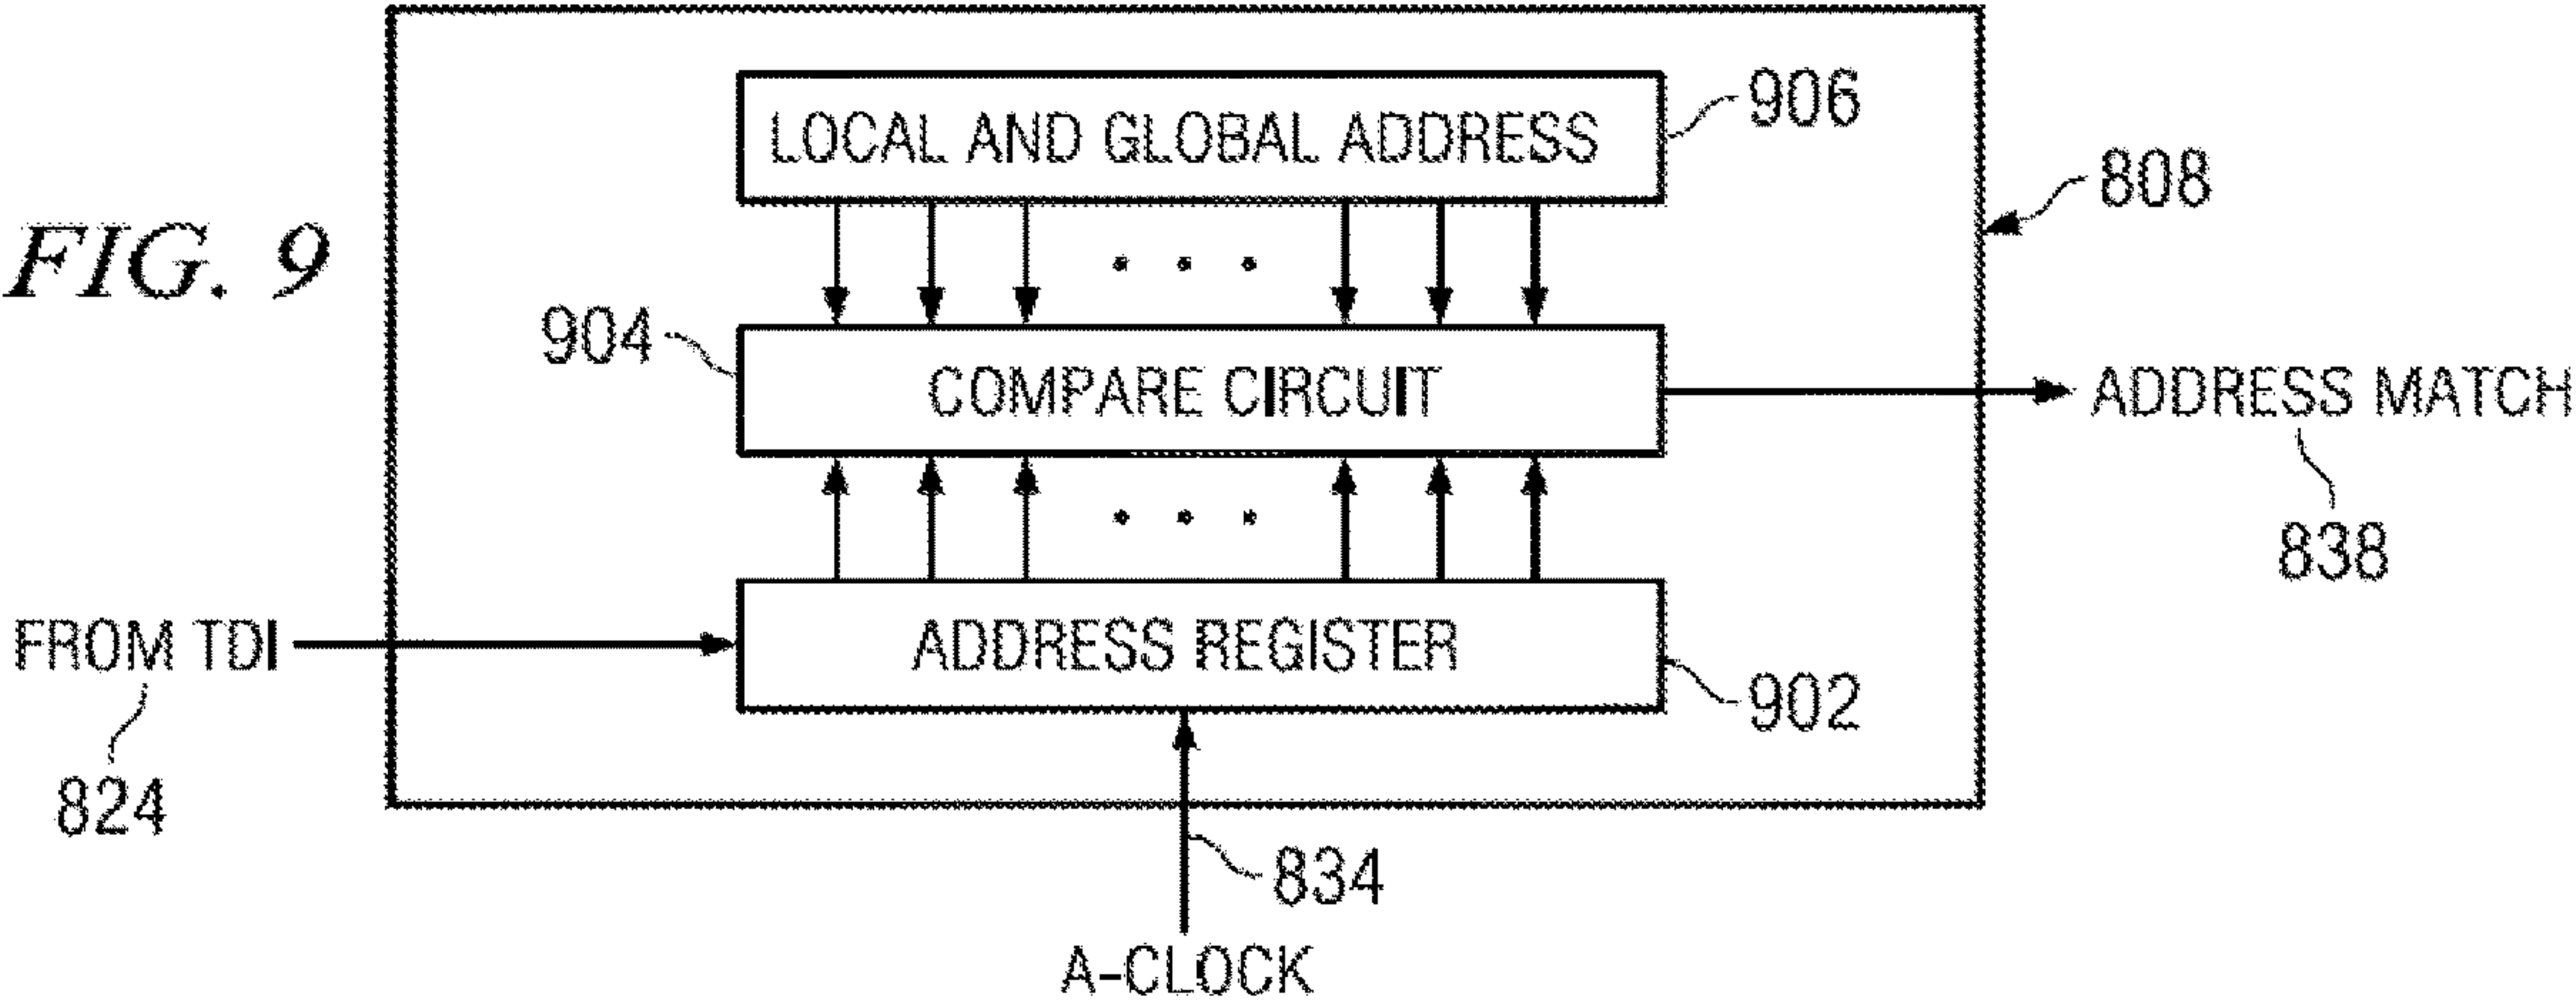 906
LOCAL AND GLOBAL ADDRESS
808
FIG. 9
904
COMPARE CIRCUIT
ADDRESS MATCH
838
FROM TDI
ADDRESS REGISTER
902
824
834
A-CLOCK